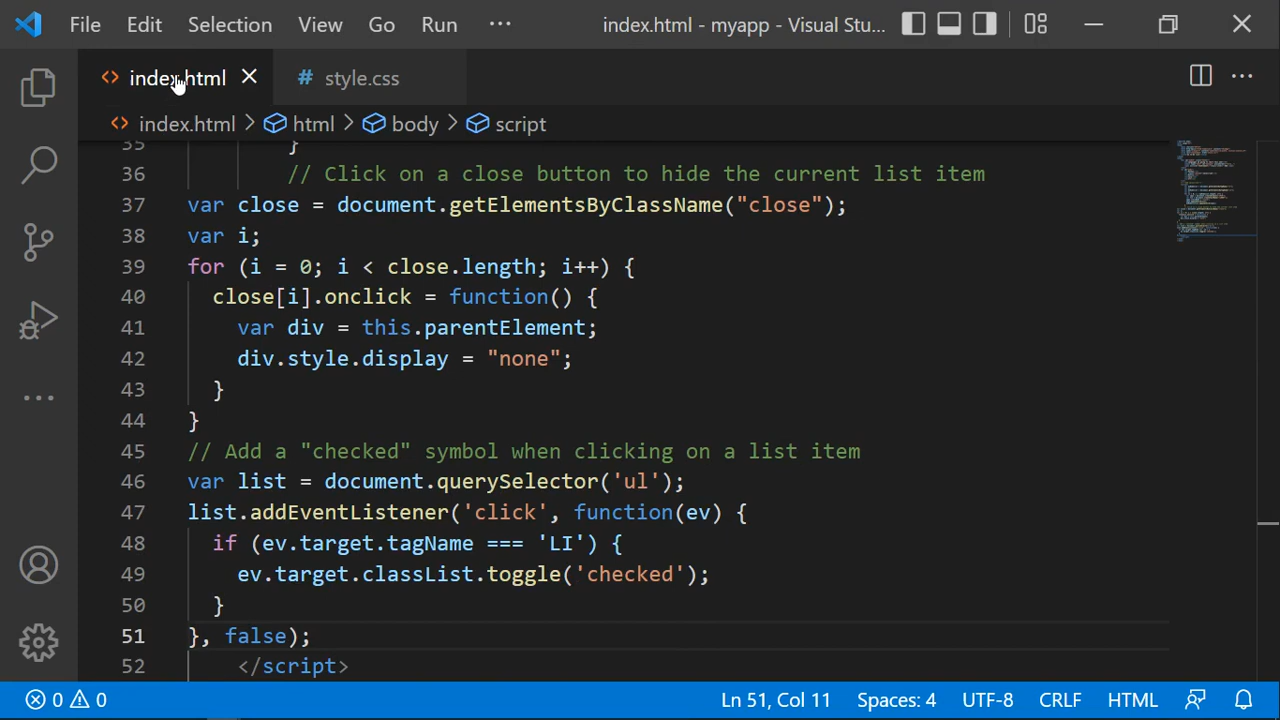 File Edit Selection View Go Run ··· index.html - myapp - Visual Stu...
index.html # style.css ···
index.html > html > body > script
35 }
36 // Click on a close button to hide the current list item
37 var close = document.getElementsByClassName("close");
38 var i;
39 for (i = 0; i < close.length; i++) {
40 close[i].onclick = function() {
41 var div = this.parentElement;
42 div.style.display = "none";
43 }
44 }
45 // Add a "checked" symbol when clicking on a list item
46 var list = document.querySelector('ul');
47 list.addEventListener('click', function(ev) {
48 if (ev.target.tagName === 'LI') {
49 ev.target.classList.toggle('checked');
50 }
51 }, false);
52 </script>
0 0 Ln 51, Col 11 Spaces: 4 UTF-8 CRLF HTML